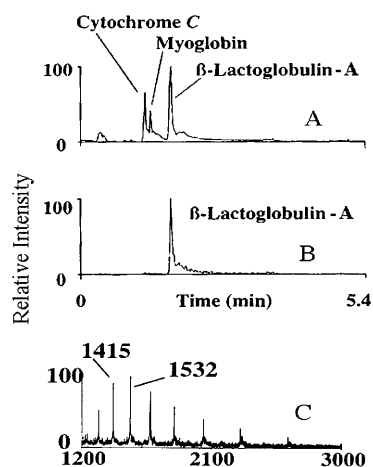 Cytochrome C
Myoglobin
100
ß-Lactoglobulin-A
A
0
100
ß-Lactoglobulin-A
B
0
Relative Intensity
0 Time (min) 5.4
1415
100
1532
C
0
1200 2100 3000